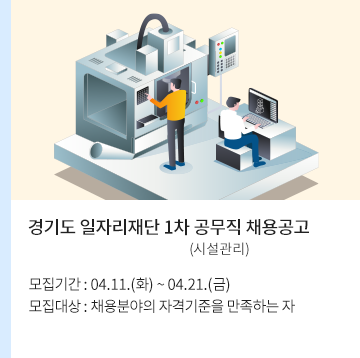 경기도 일자리재단 1차 공무직 채용공고
(시설관리)
모집기간 : 04.11.(화) ~ 04.21.(금)
모집대상 : 채용분야의 자격기준을 만족하는 자